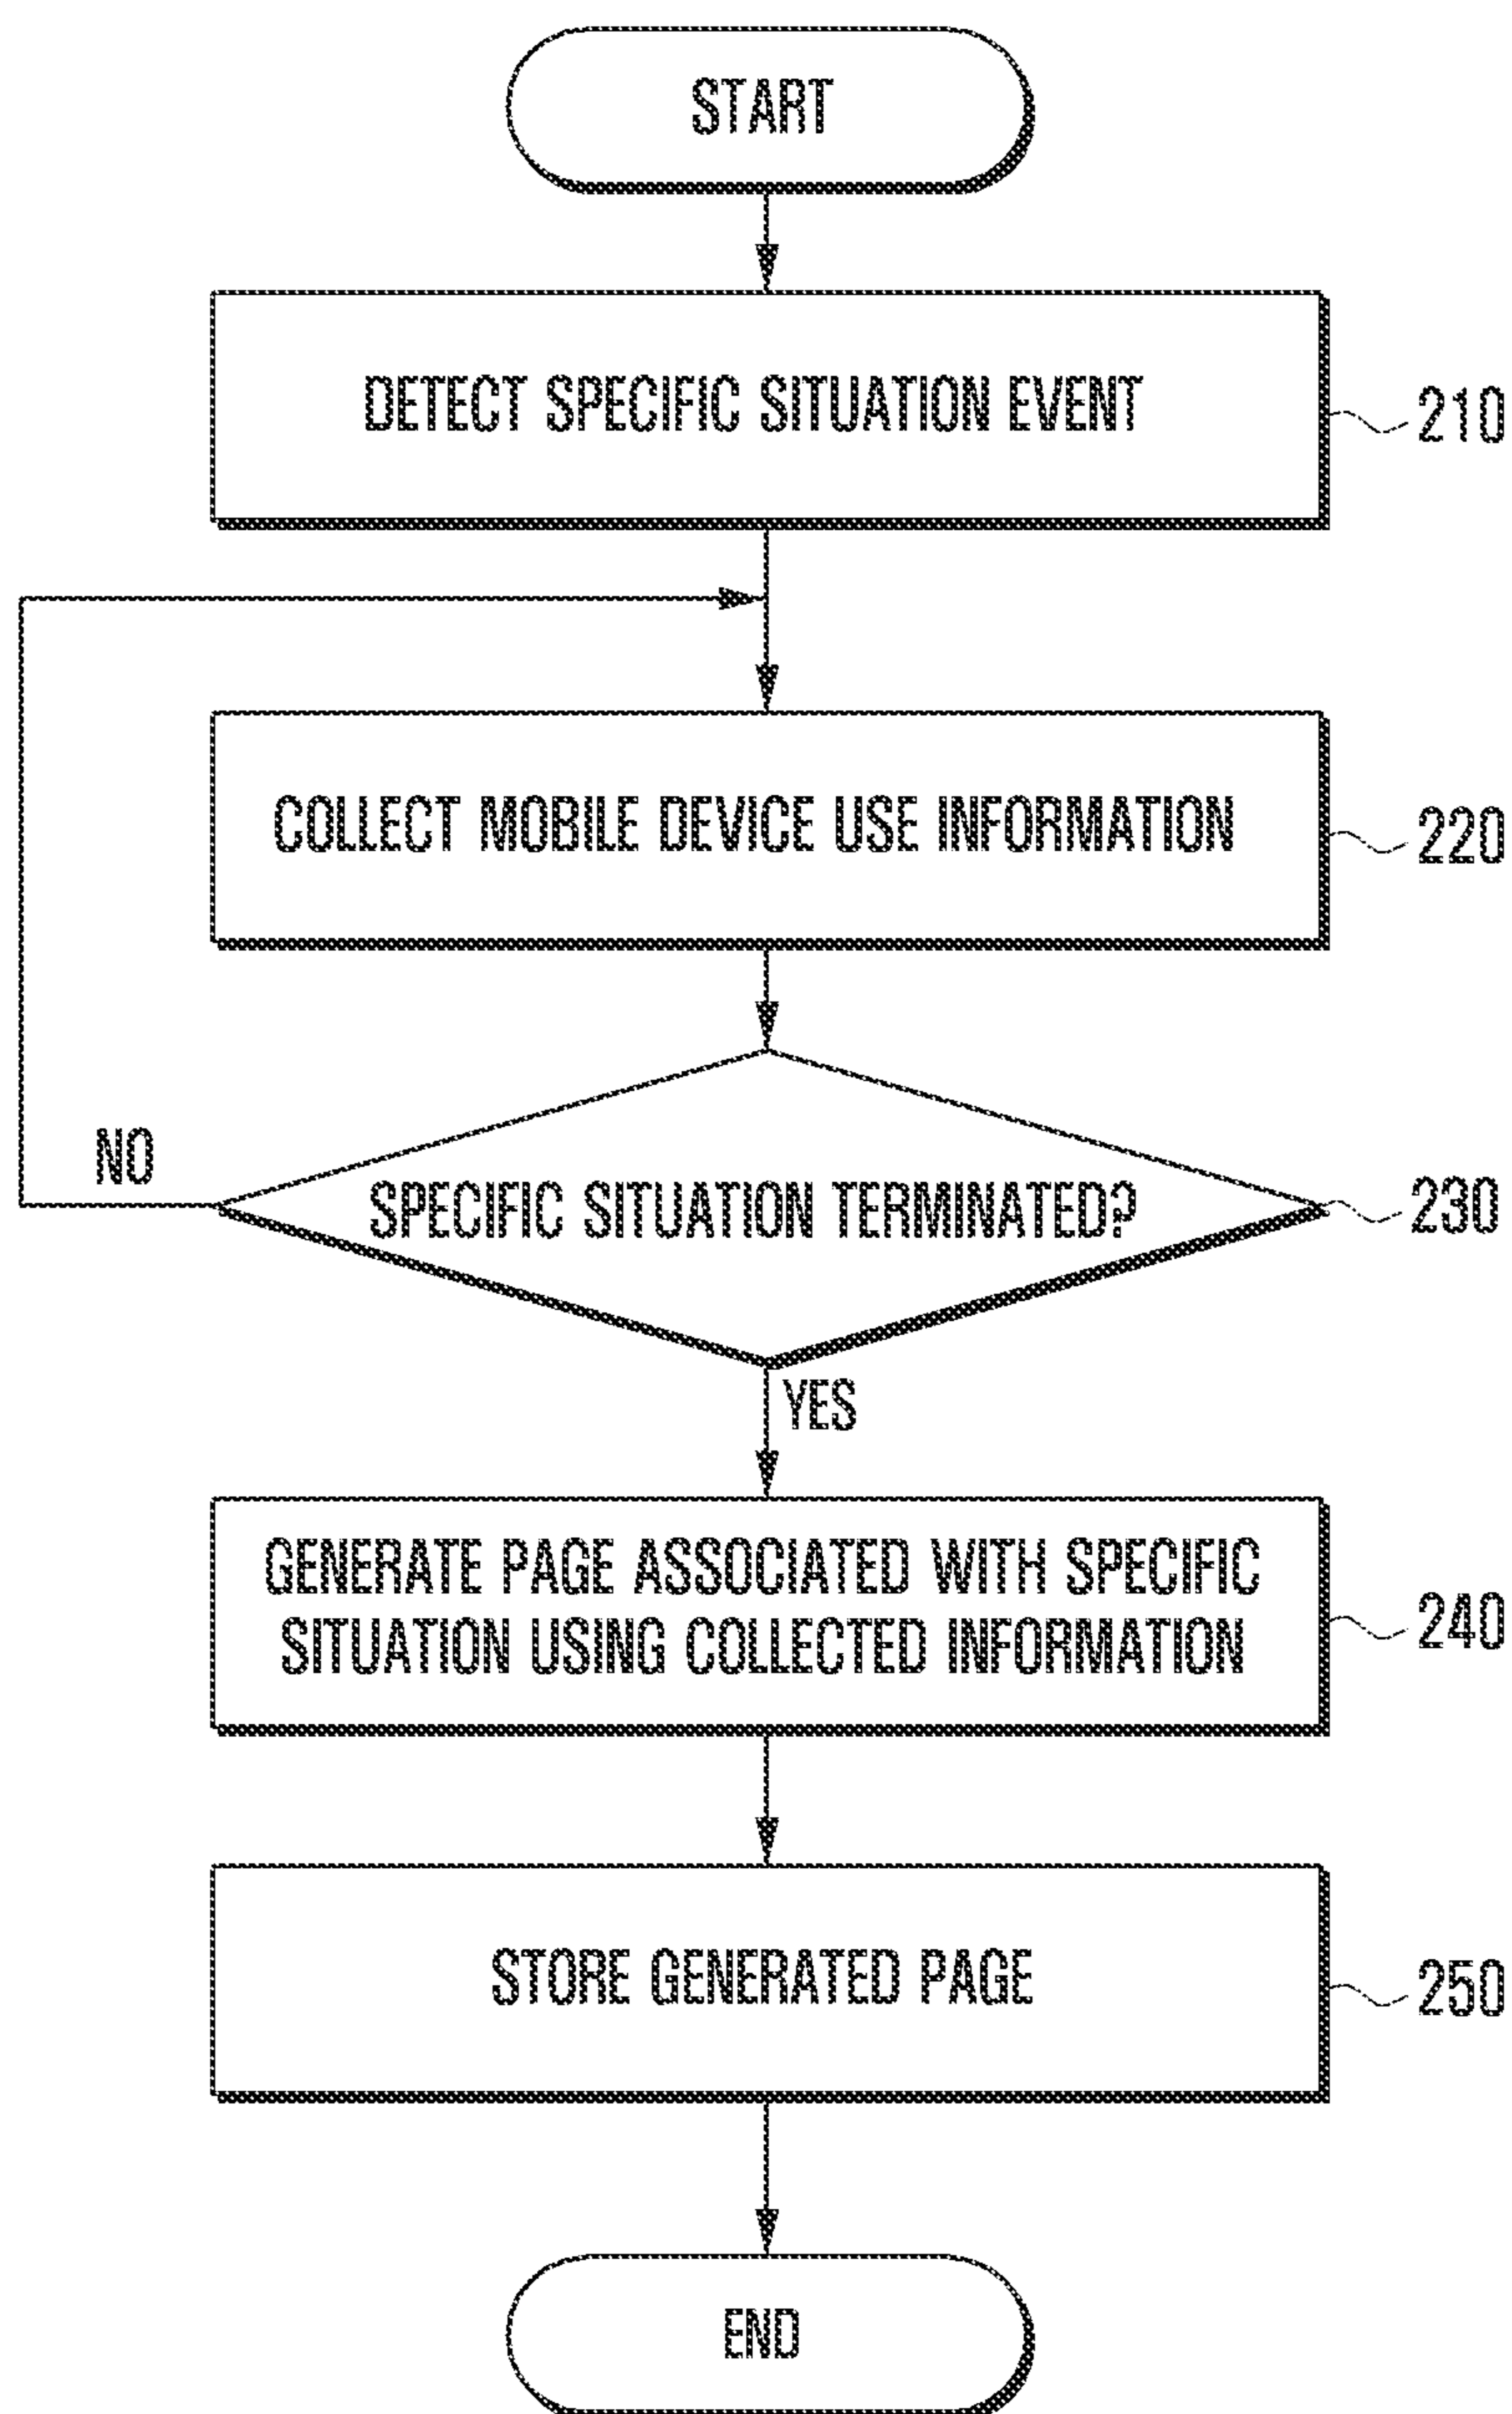 START
DETECT SPECIFIC SITUATION EVENT
210
COLLECT MOBILE DEVICE USE INFORMATION
220
NO
SPECIFIC SITUATION TERMINATED?
230
YES
GENERATE PAGE ASSOCIATED WITH SPECIFIC
SITUATION USING COLLECTED INFORMATION
240
STORE GENERATED PAGE
250
END